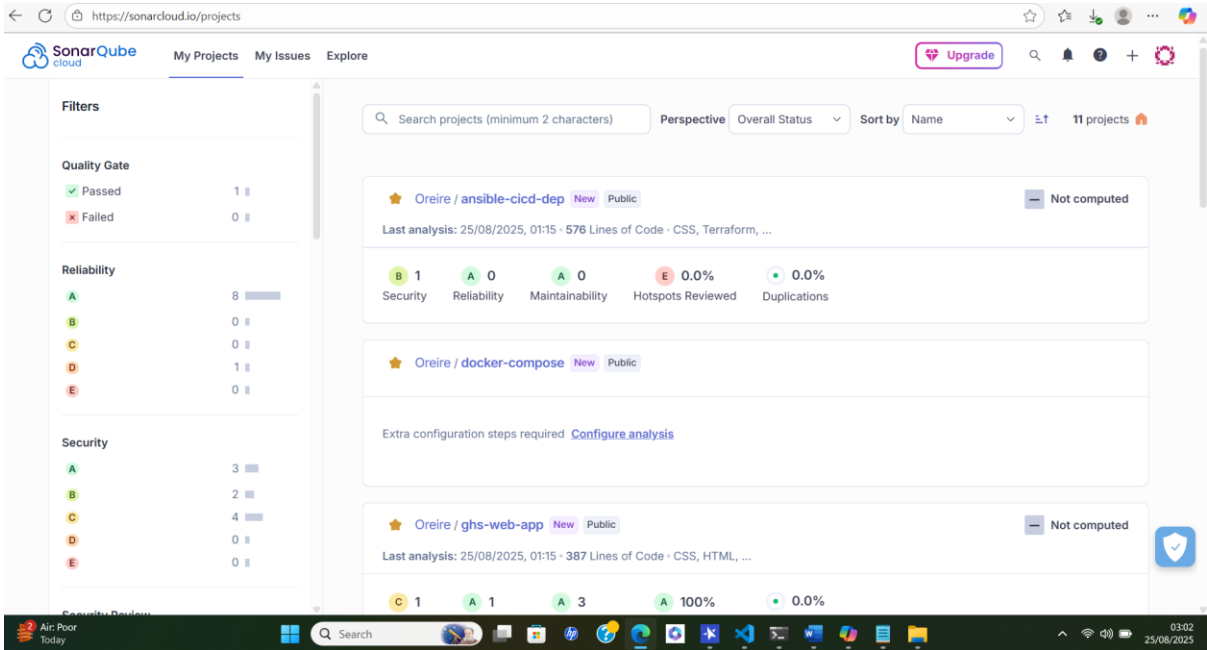 https://sonarcloud.io/projects
SonarQube cloud My Projects My Issues Explore Upgrade
Filters
Quality Gate
Passed 1
Failed 0
Reliability
A 8
B 0
C 0
D 1
E 0
Security
A 3
B 2
C 4
D 0
E 0
Security Review
Search projects (minimum 2 characters) Perspective Overall Status Sort by Name 11 projects
Oreire / ansible-cicd-dep New Public Not computed
Last analysis: 25/08/2025, 01:15 · 576 Lines of Code · CSS, Terraform, ...
B 1 A 0 A 0 E 0.0% 0.0%
Security Reliability Maintainability Hotspots Reviewed Duplications
Oreire / docker-compose New Public
Extra configuration steps required Configure analysis
Oreire / ghs-web-app New Public Not computed
Last analysis: 25/08/2025, 01:15 · 387 Lines of Code · CSS, HTML, ...
C 1 A 1 A 3 A 100% 0.0%
2 Air: Poor
Today
Search
03:02
25/08/2025